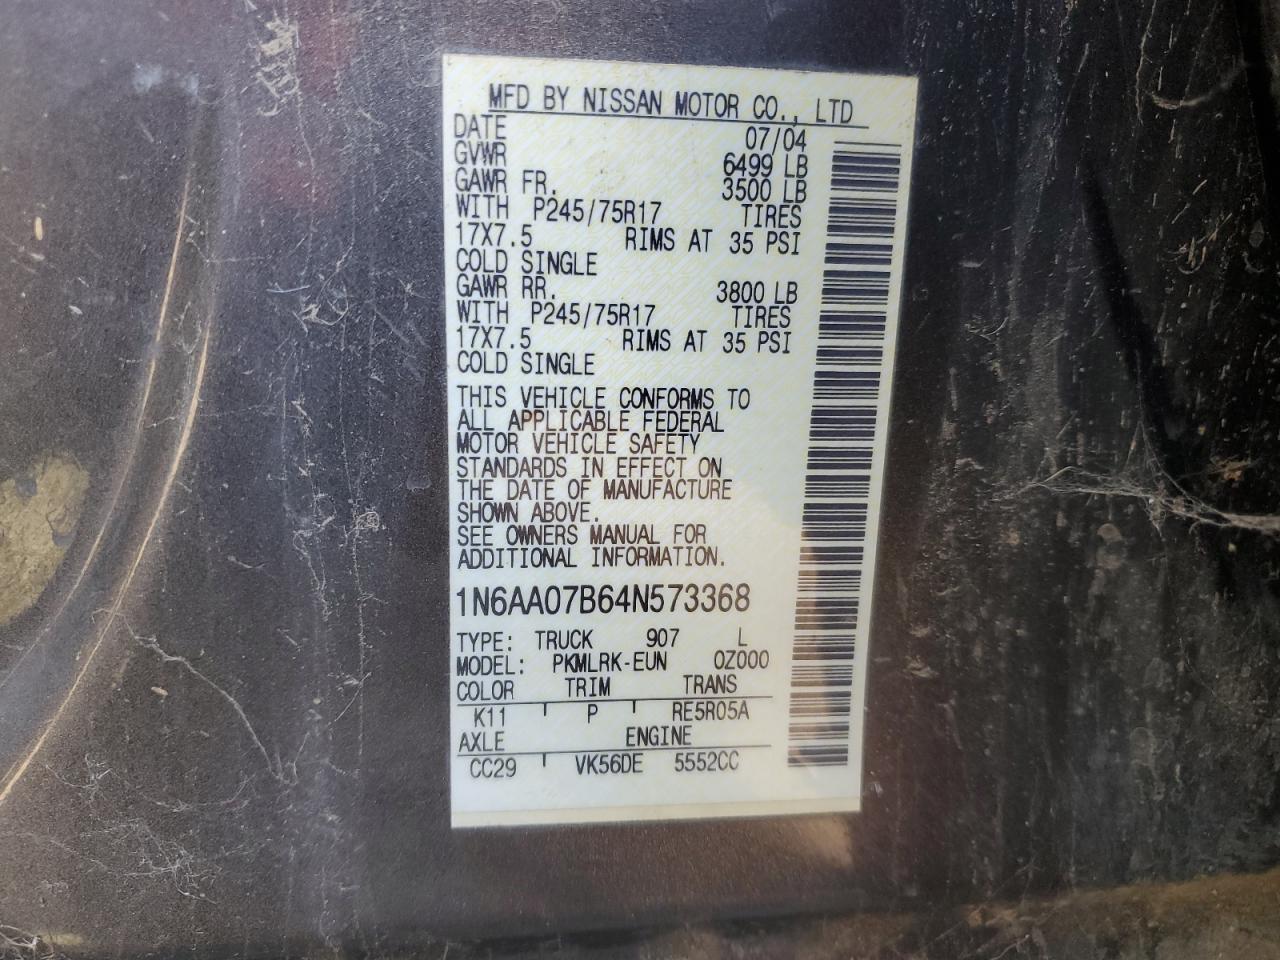 MFD BY NISSAN MOTOR CO., LTD
DATE 07/04
GVWR 6499 LB
GAWR FR. 3500 LB
WITH P245/75R17 TIRES
17X7.5 RIMS AT 35 PSI
COLD SINGLE
GAWR RR. 3800 LB
WITH P245/75R17 TIRES
17X7.5 RIMS AT 35 PSI
COLD SINGLE
THIS VEHICLE CONFORMS TO
ALL APPLICABLE FEDERAL
MOTOR VEHICLE SAFETY
STANDARDS IN EFFECT ON
THE DATE OF MANUFACTURE
SHOWN ABOVE.
SEE OWNERS MANUAL FOR
ADDITIONAL INFORMATION.
1N6AA07B64N573368
TYPE: TRUCK 907 L
MODEL: PKMLRK-EUN 0Z000
COLOR TRIM TRANS
K11 P RE5R05A
AXLE ENGINE
CC29 VK56DE 5552CC